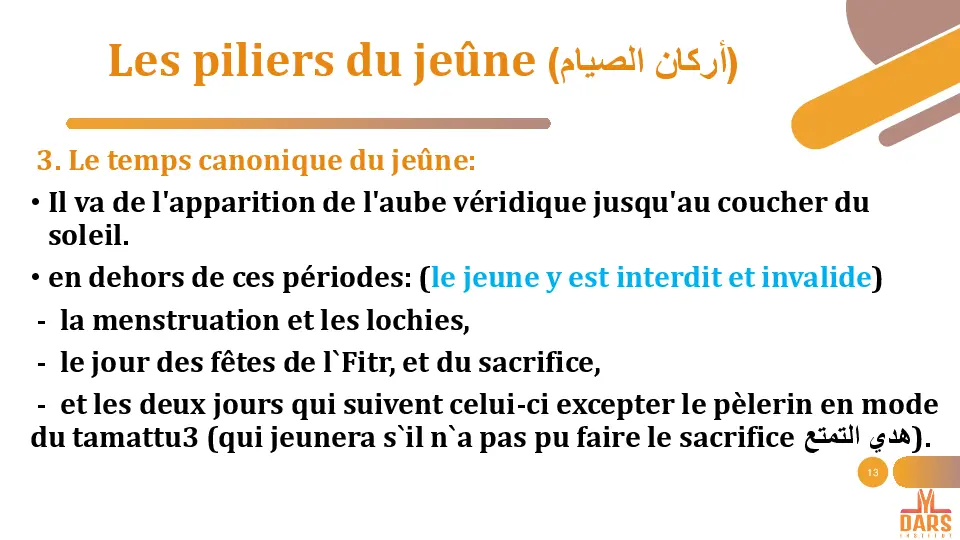 Les piliers du jeûne (أركان الصيام)
3. Le temps canonique du jeûne:
• Il va de l'apparition de l'aube véridique jusqu'au coucher du
soleil.
• en dehors de ces périodes: (le jeune y est interdit et invalide)
- la menstruation et les lochies,
- le jour des fêtes de l`Fitr, et du sacrifice,
- et les deux jours qui suivent celui-ci excepter le pèlerin en mode
du tamattu3 (qui jeunera s`il n`a pas pu faire le sacrifice هدي التمتع).
13
DARS
INSTITUT